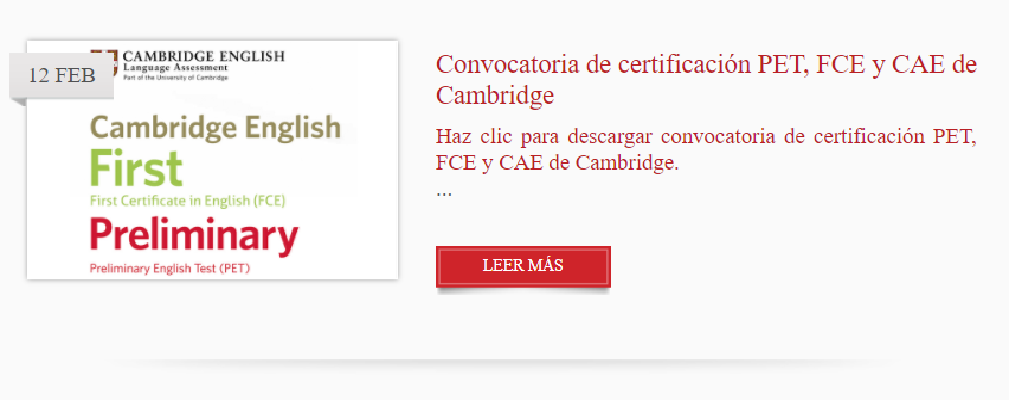 12 FEB
CAMBRIDGE ENGLISH
Language Assessment
Part of the University of Cambridge
Cambridge English
First
First Certificate in English (FCE)
Preliminary
Preliminary English Test (PET)
Convocatoria de certificación PET, FCE y CAE de
Cambridge
Haz clic para descargar convocatoria de certificación PET,
FCE y CAE de Cambridge.
...
LEER MÁS